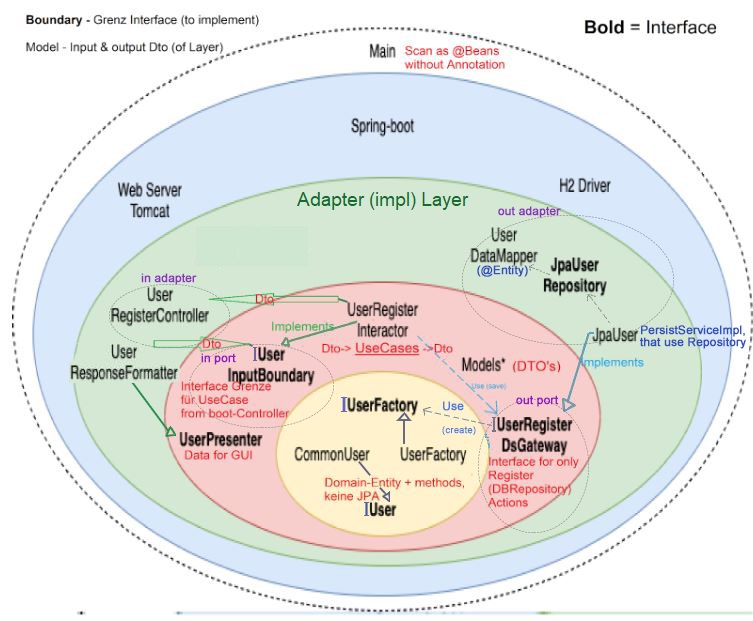 Boundary - Grenz Interface (to implement)
Bold = Interface
Model - Input & output Dto (of Layer)
Main
Scan as @Beans
without Annotation
Spring-boot
Web Server
Tomcat
H2 Driver
Adapter (impl) Layer
out adapter
User
DataMapper
(@Entity)
JpaUser
Repository
in adapter
User
RegisterController
Dto
UserRegister
Interactor
Implements
Dto
in port
IUser
InputBoundary
Dto-> UseCases ->Dto
JpaUser
PersistServiceImpl,
that use Repository
implements
User
ResponseFormatter
Models* (DTO's)
Use (save)
Interface Grenze
für UseCase
from boot-Controller
out port
IUserFactory
Use
(create)
IUserRegister
DsGateway
UserPresenter
Data for GUI
CommonUser
UserFactory
Interface for only
Register
(DBRepository)
Actions
Domain-Entity + methods,
keine JPA
IUser